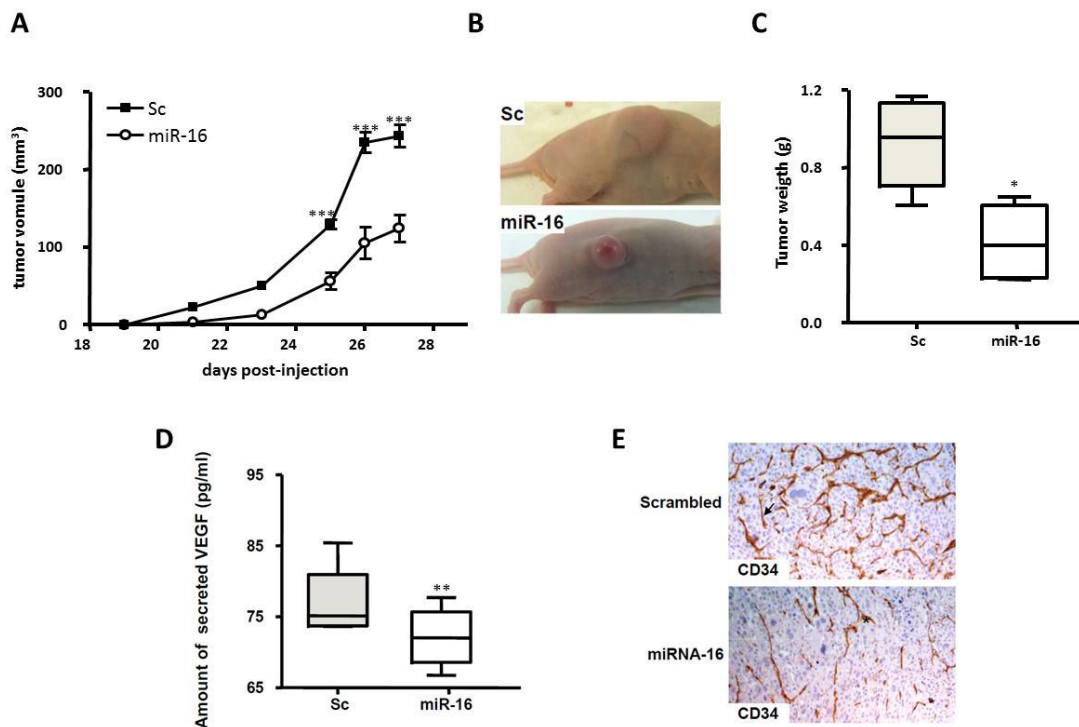 A
Sc
miR-16
tumor vomule (mm³)
300
200
100
0
***
***
***
18 20 22 24 26 28
days post-injection
B
Sc
miR-16
C
Tumor weigth (g)
1.2
0.8
0.4
0.0
*
Sc miR-16
D
Amount of secreted VEGF (pg/ml)
95
85
75
65
**
Sc miR-16
E
Scrambled
CD34
miRNA-16
*
CD34